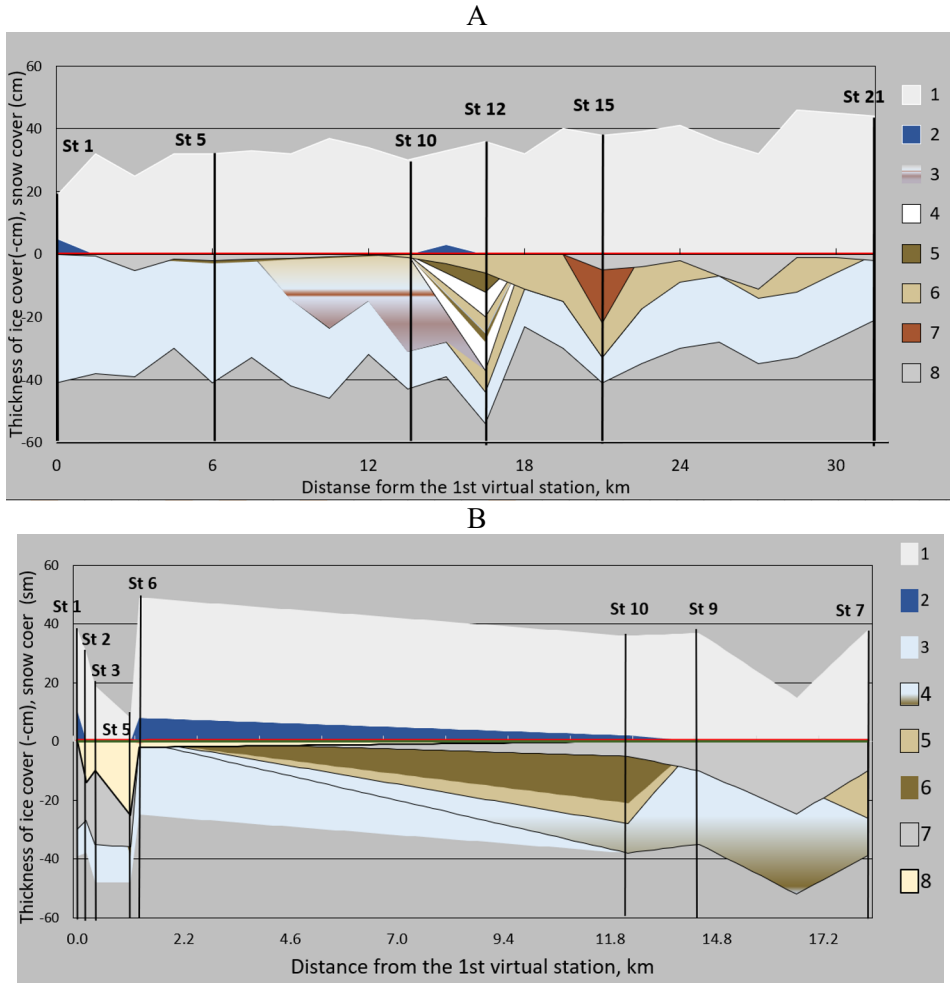 A
Thickness of ice cover(-cm), snow cover (cm)
60
40
20
0
-20
-40
-60
St 1
St 5
St 10
St 12
St 15
St 21
0
6
12
18
24
30
Distanse form the 1st virtual station, km
1
2
3
4
5
6
7
8
B
Thickness of ice cover (-cm), snow coer (sm)
60
40
20
0
-20
-40
-60
St 1
St 2
St 3
St 5
St 6
St 10
St 9
St 7
0.0
2.2
4.6
7.0
9.4
11.8
14.8
17.2
Distance from the 1st virtual station, km
1
2
3
4
5
6
7
8